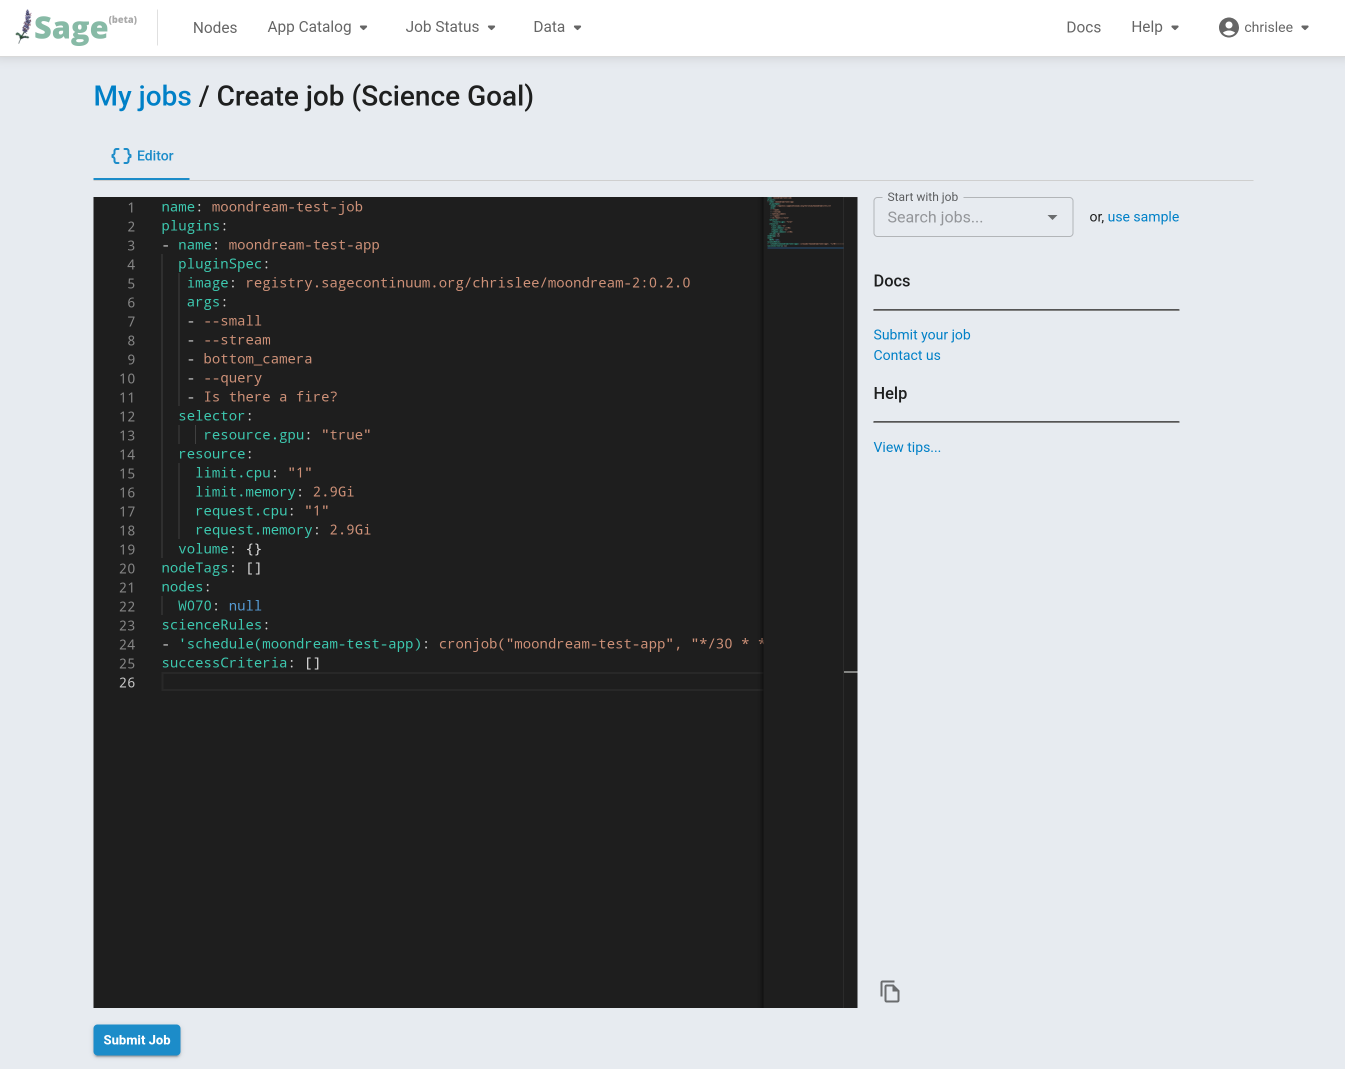 Sage (beta)
Nodes
App Catalog
Job Status
Data
Docs
Help
chrislee
My jobs / Create job (Science Goal)
{} Editor
1 name: moondream-test-job
2 plugins:
3 - name: moondream-test-app
4 pluginSpec:
5 image: registry.sagecontinuum.org/chrislee/moondream-2:0.2.0
6 args:
7 - --small
8 - --stream
9 - bottom_camera
10 - --query
11 - Is there a fire?
12 selector:
13 resource.gpu: "true"
14 resource:
15 limit.cpu: "1"
16 limit.memory: 2.9Gi
17 request.cpu: "1"
18 request.memory: 2.9Gi
19 volume: {}
20 nodeTags: []
21 nodes:
22 W070: null
23 scienceRules:
24 - 'schedule(moondream-test-app): cronjob("moondream-test-app", "*/30 * *
25 successCriteria: []
26
Start with job
Search jobs...
or, use sample
Docs
Submit your job
Contact us
Help
View tips...
Submit Job